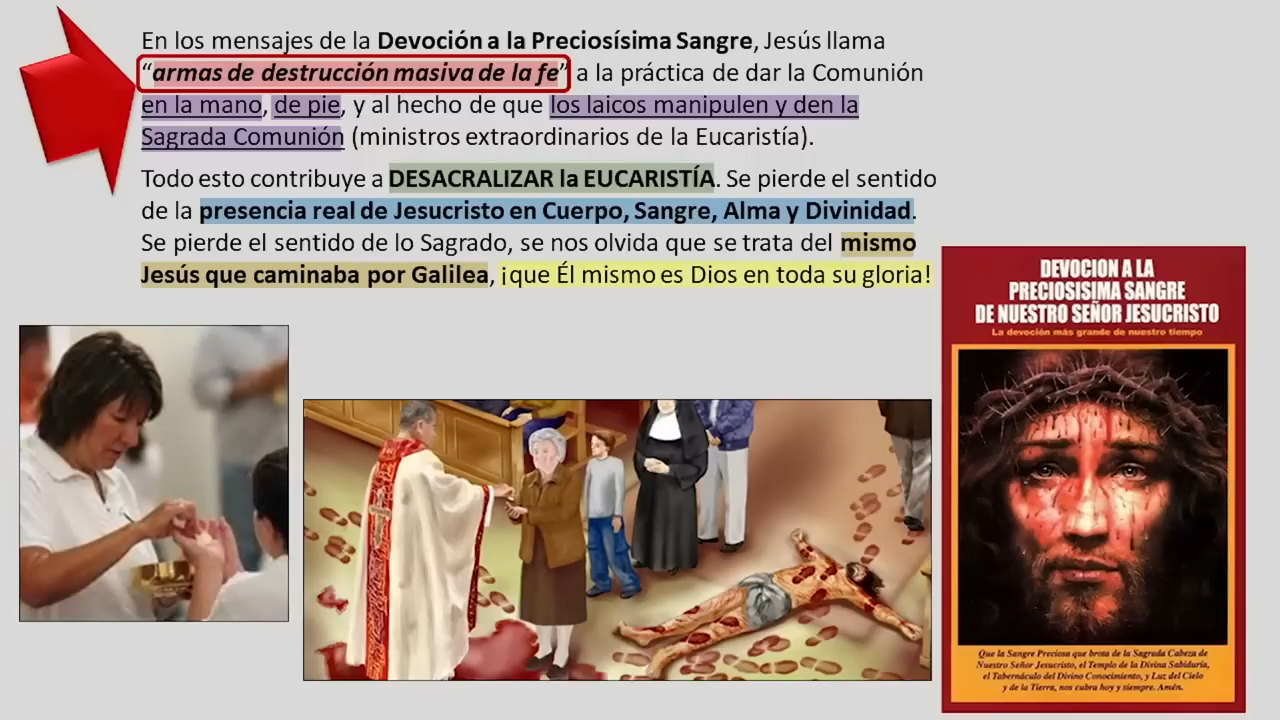 En los mensajes de la Devoción a la Preciosísima Sangre, Jesús llama
“armas de destrucción masiva de la fe” a la práctica de dar la Comunión
en la mano, de pie, y al hecho de que los laicos manipulen y den la
Sagrada Comunión (ministros extraordinarios de la Eucaristía).
Todo esto contribuye a DESACRALIZAR la EUCARISTÍA. Se pierde el sentido
de la presencia real de Jesucristo en Cuerpo, Sangre, Alma y Divinidad.
Se pierde el sentido de lo Sagrado, se nos olvida que se trata del mismo
Jesús que caminaba por Galilea, ¡que Él mismo es Dios en toda su gloria!
DEVOCION A LA
PRECIOSISIMA SANGRE
DE NUESTRO SEÑOR JESUCRISTO
La devoción más grande de nuestro tiempo
Que la Sangre Preciosa que brota de la Sagrada Cabeza de
Nuestro Señor Jesucristo, el Templo de la Divina Sabiduría,
el Tabernáculo del Divino Conocimiento, y Luz del Cielo
y de la Tierra, nos cubra hoy y siempre. Amén.